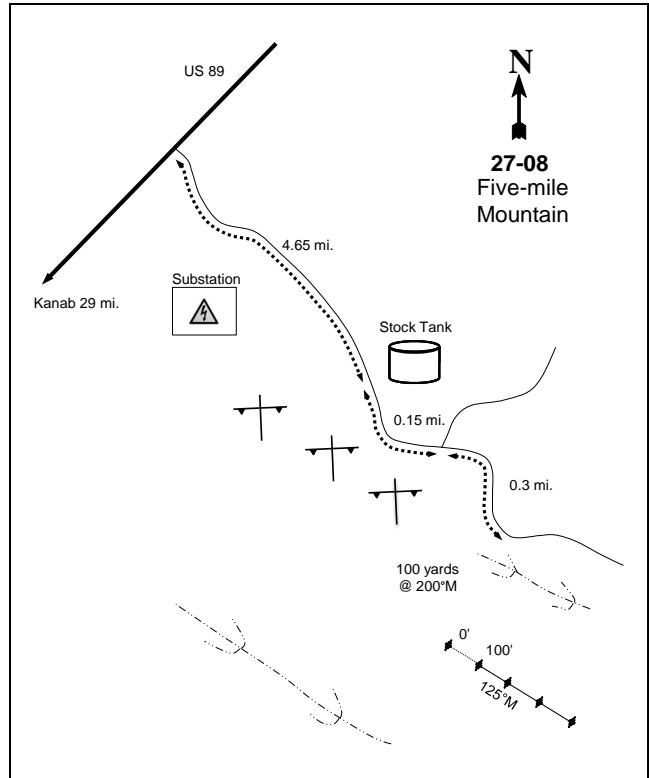 US 89
N
27-08
Five-mile
Mountain
4.65 mi.
Substation
Kanab 29 mi.
Stock Tank
0.15 mi.
0.3 mi.
100 yards
@ 200°M
0'
100'
125°M